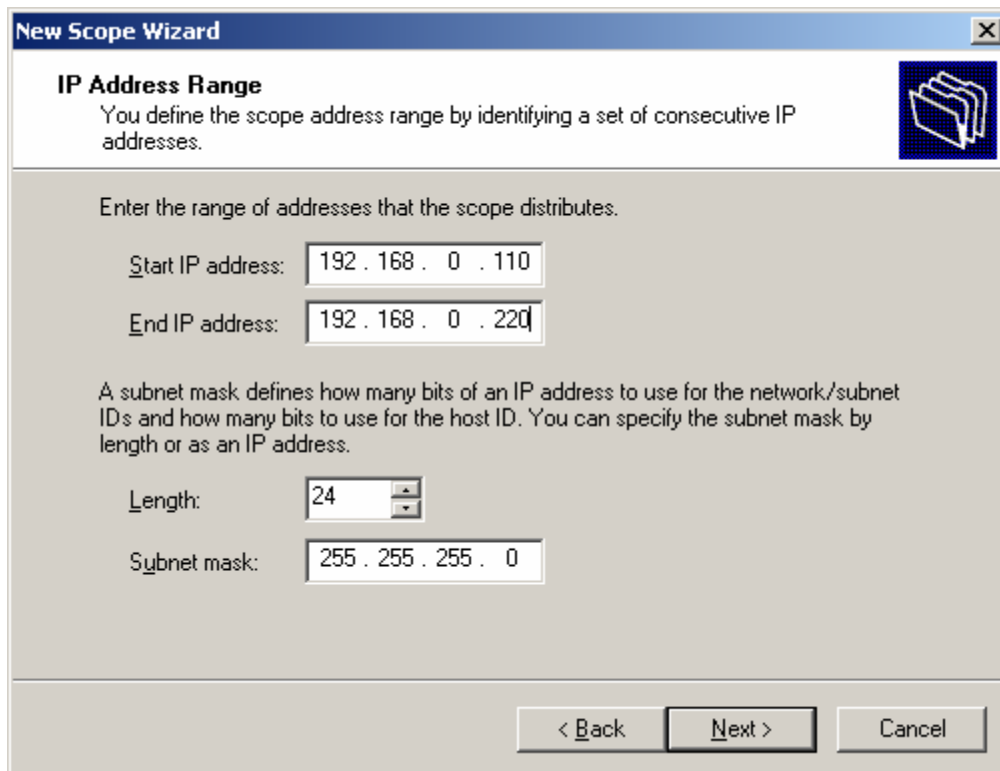 New Scope Wizard
IP Address Range
You define the scope address range by identifying a set of consecutive IP
addresses.
Enter the range of addresses that the scope distributes.
Start IP address: 192 . 168 . 0 . 110
End IP address: 192 . 168 . 0 . 220
A subnet mask defines how many bits of an IP address to use for the network/subnet
IDs and how many bits to use for the host ID. You can specify the subnet mask by
length or as an IP address.
Length: 24
Subnet mask: 255 . 255 . 255 . 0
< Back Next > Cancel